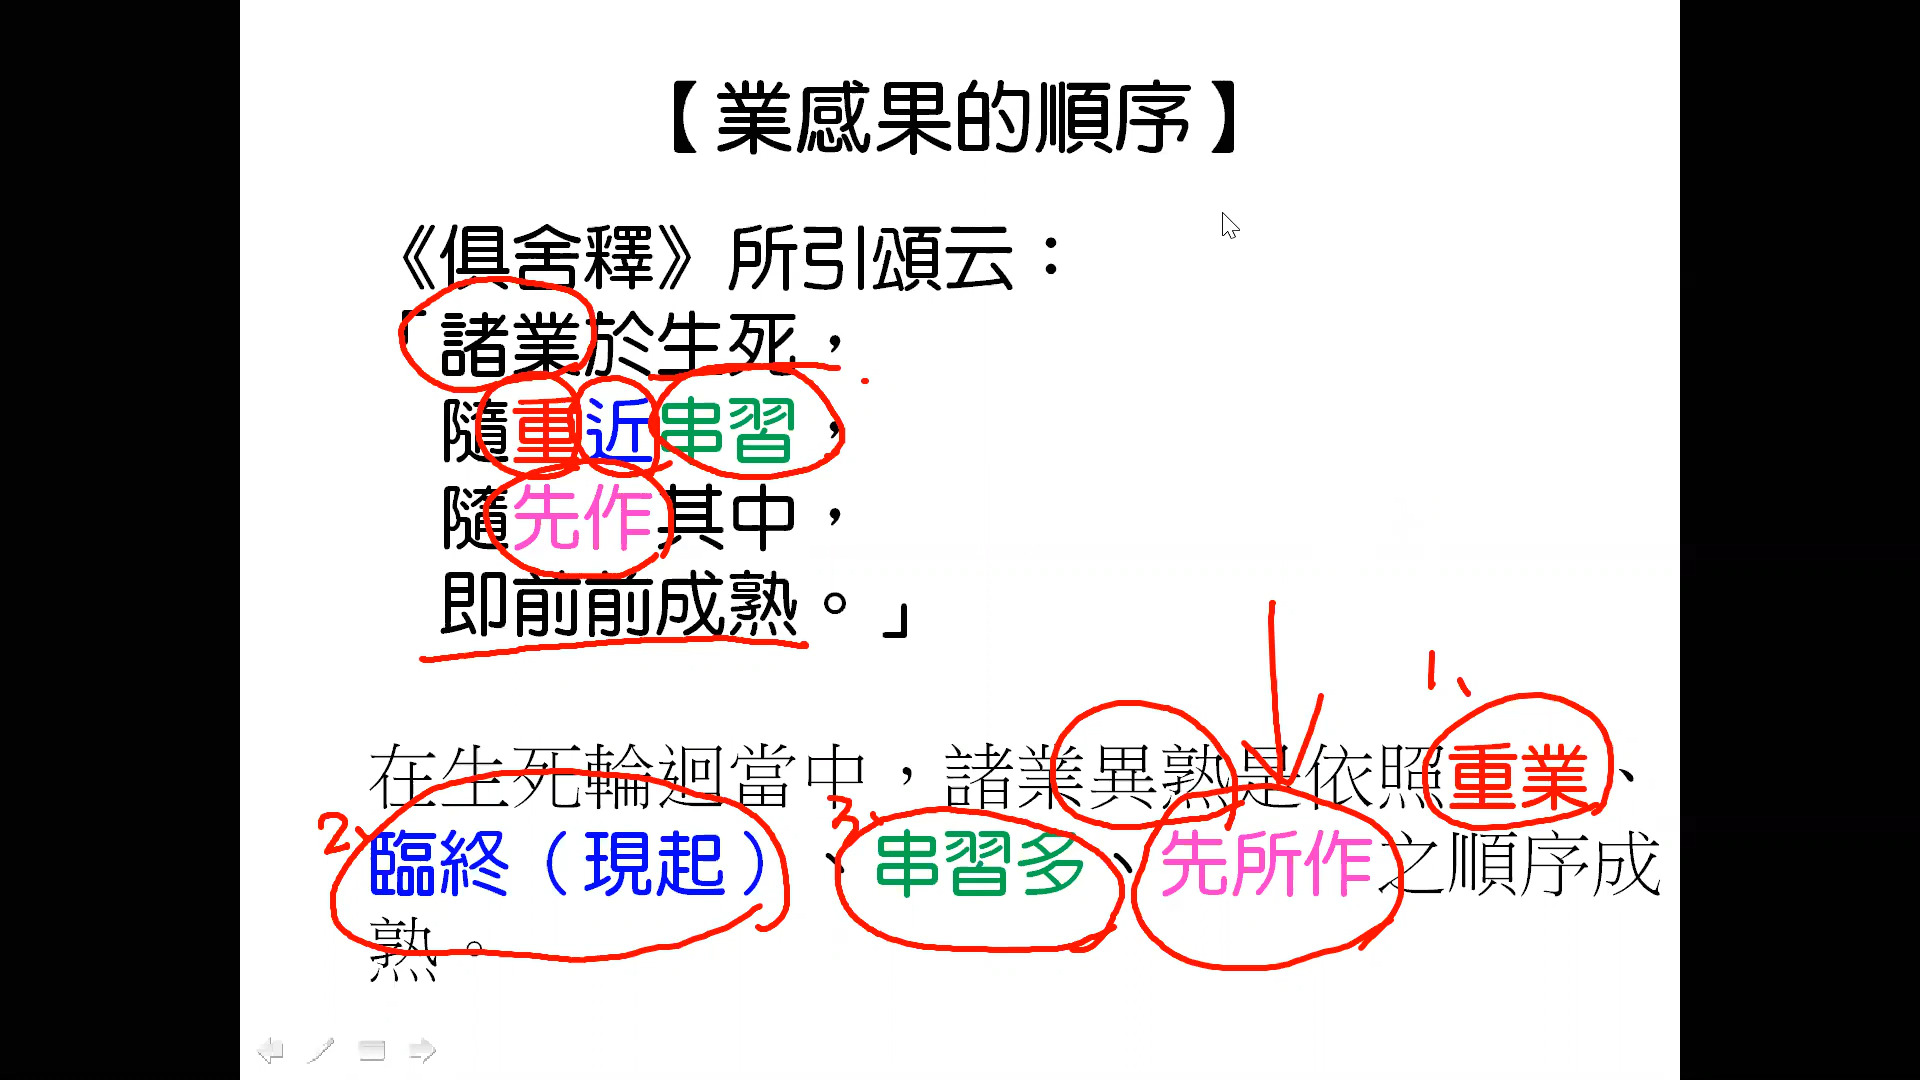 【業感果的順序】
《俱舍釋》所引頌云：
「諸業於生死，
隨重近串習，
隨先作其中，
即前前成熟。」
1、
在生死輪迴當中，諸業異熟是依照重業、
2、 3、
臨終（現起）、串習多、先所作之順序成
熟。